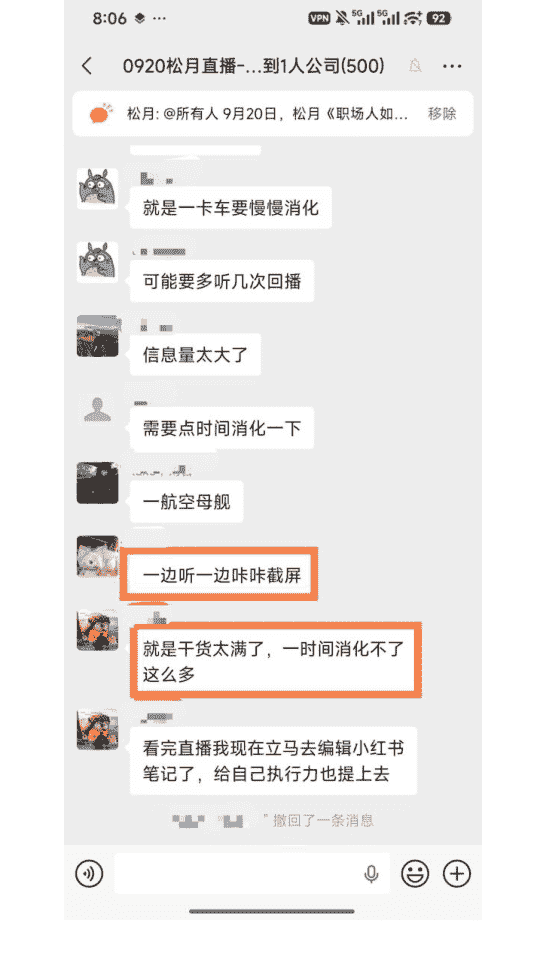 8:06
VPN 5G 5G 92
0920松月直播-...到1人公司(500)
松月: @所有人 9月20日，松月《职场人如... 移除
就是一卡车要慢慢消化
可能要多听几次回播
信息量太大了
需要点时间消化一下
一航空母舰
一边听一边咔咔截屏
就是干货太满了，一时间消化不了
这么多
看完直播我现在立马去编辑小红书
笔记了，给自己执行力也提上去
"撤回了一条消息